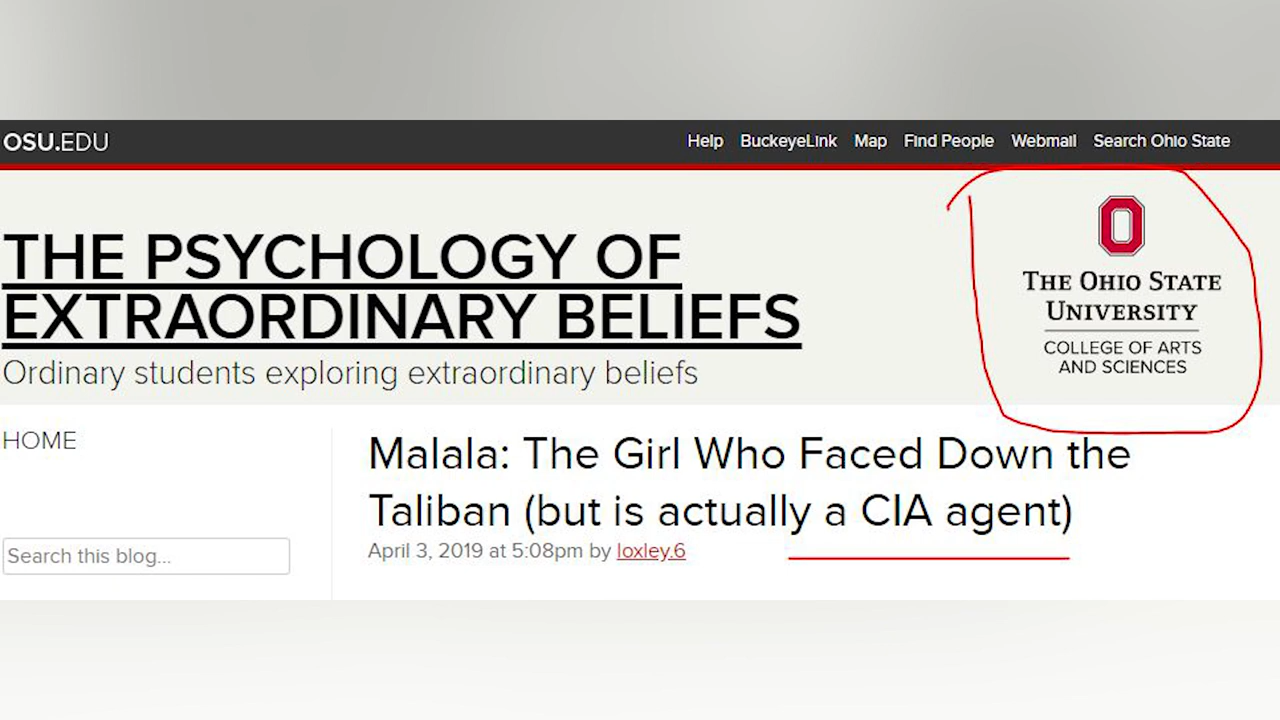 OSU.EDU Help BuckeyeLink Map Find People Webmail Search Ohio State
THE PSYCHOLOGY OF
EXTRAORDINARY BELIEFS
Ordinary students exploring extraordinary beliefs
O
THE OHIO STATE
UNIVERSITY
COLLEGE OF ARTS
AND SCIENCES
HOME
Search this blog...
Malala: The Girl Who Faced Down the
Taliban (but is actually a CIA agent)
April 3, 2019 at 5:08pm by loxley.6